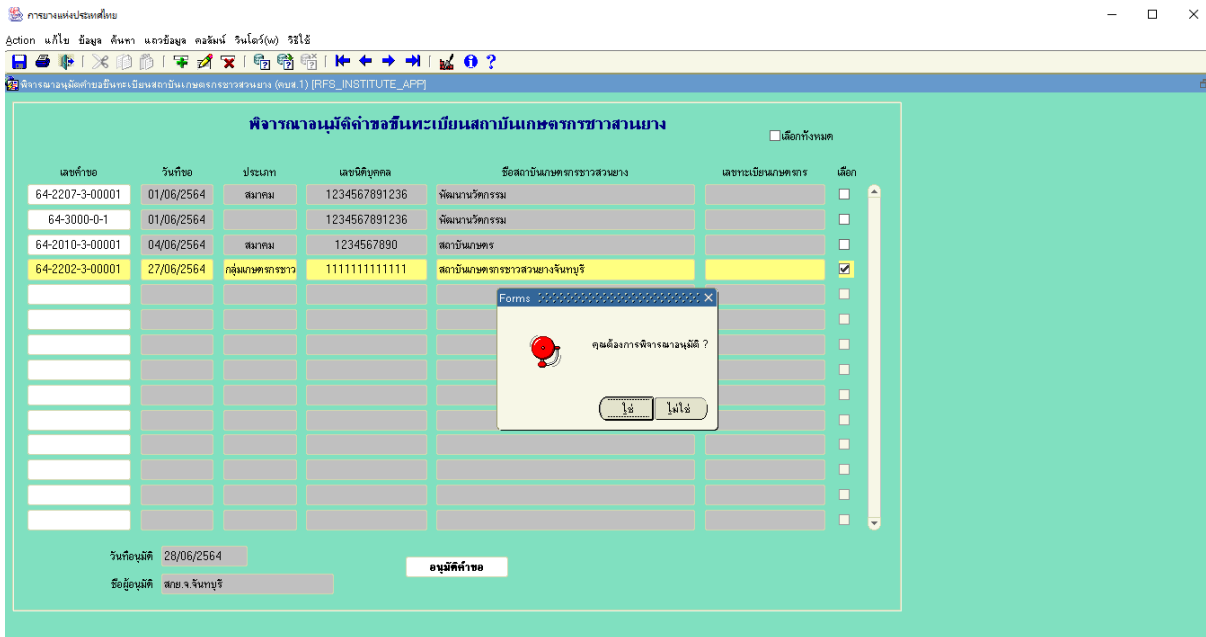 การยางแห่งประเทศไทย
Action แก้ไข ข้อมูล ค้นหา แถวข้อมูล คอลัมน์ วินโดว์(w) วิธีใช้
พิจารณาอนุมัติคำขอขึ้นทะเบียนสถาบันเกษตรกรชาวสวนยาง (คบส.1) [RFS_INSTITUTE_APP]
พิจารณาอนุมัติคำขอขึ้นทะเบียนสถาบันเกษตรกรชาวสวนยาง
เลือกทั้งหมด
เลขคำขอ วันที่ขอ ประเภท เลขนิติบุคคล ชื่อสถาบันเกษตรกรชาวสวนยาง เลขทะเบียนเกษตรกร เลือก
64-2207-3-00001 01/06/2564 สมาคม 1234567891236 พัฒนานวัตกรรม
64-3000-0-1 01/06/2564 1234567891236 พัฒนานวัตกรรม
64-2010-3-00001 04/06/2564 สมาคม 1234567890 สถาบันเกษตร
64-2202-3-00001 27/06/2564 กลุ่มเกษตรกรชาว 1111111111111 สถาบันเกษตรกรชาวสวนยางจันทบุรี
Forms
คุณต้องการพิจารณาอนุมัติ ?
ใช่ ไม่ใช่
วันที่อนุมัติ 28/06/2564
อนุมัติคำขอ
ชื่อผู้อนุมัติ สกย.จ.จันทบุรี